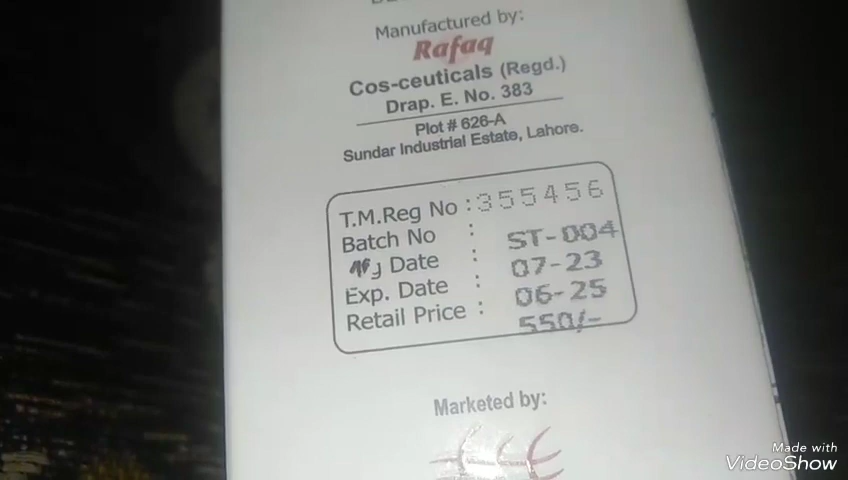 Manufactured by:
Rafaq
Cos-ceuticals (Regd.)
Drap. E. No. 383
Plot # 626-A
Sundar Industrial Estate, Lahore.
T.M.Reg No : 355456
Batch No : ST-004
Date : 07-23
Exp. Date : 06-25
Retail Price : 550/-
Marketed by:
Made with
VideoShow